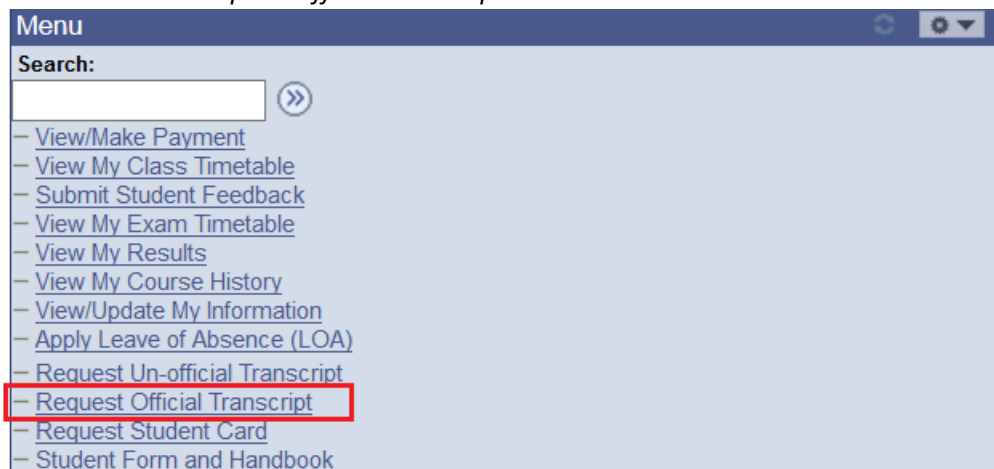 Menu
Search:
View/Make Payment
View My Class Timetable
Submit Student Feedback
View My Exam Timetable
View My Results
View My Course History
View/Update My Information
Apply Leave of Absence (LOA)
Request Un-official Transcript
Request Official Transcript
Request Student Card
Student Form and Handbook